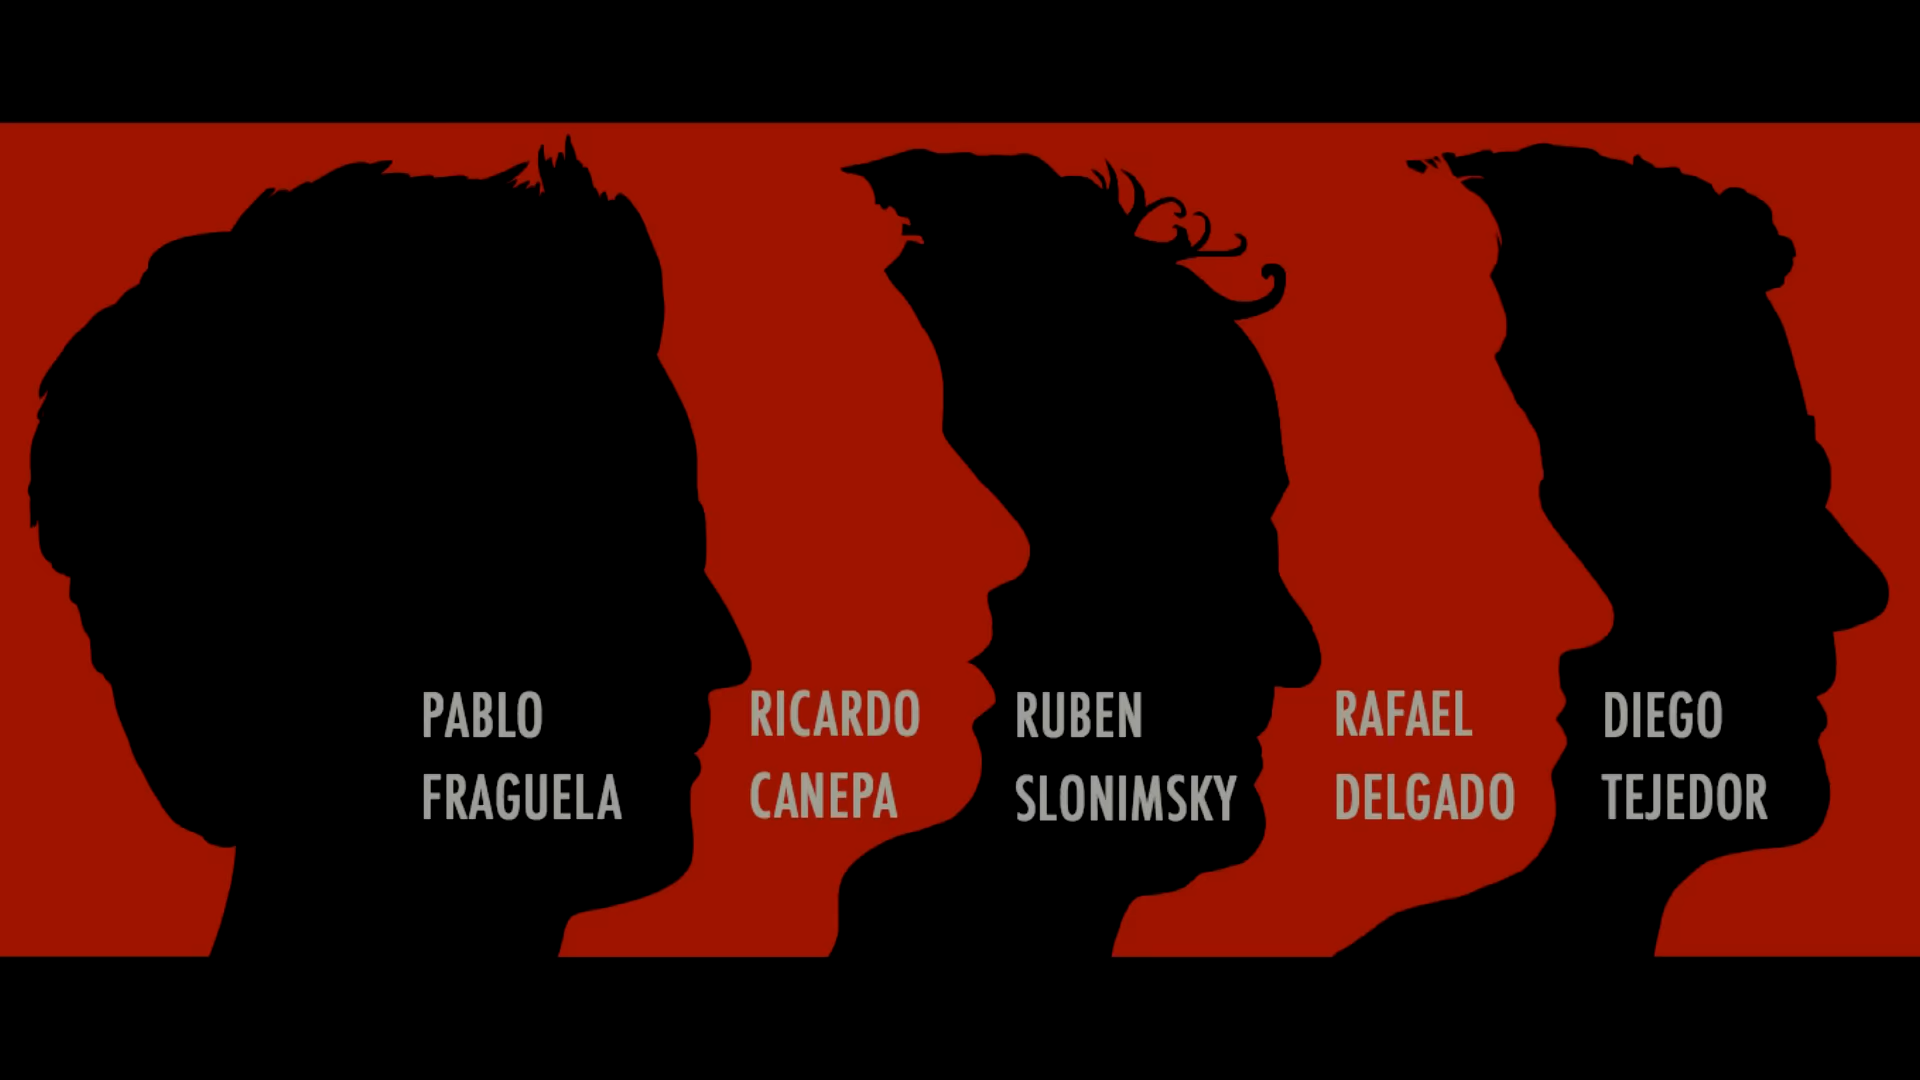 PABLO
FRAGUELA
RICARDO
CANEPA
RUBEN
SLONIMSKY
RAFAEL
DELGADO
DIEGO
TEJEDOR